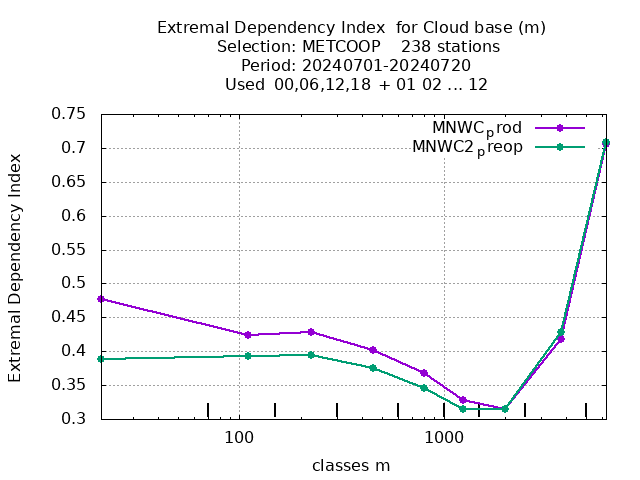 Extremal Dependency Index  for Cloud base (m)
Selection: METCOOP    238 stations
Period: 20240701-20240720
Used  00,06,12,18 + 01 02 ... 12
MNWCprod
MNWC2preop
0.75
0.7
0.65
0.6
0.55
0.5
0.45
0.4
0.35
0.3
Extremal Dependency Index
100
1000
classes m